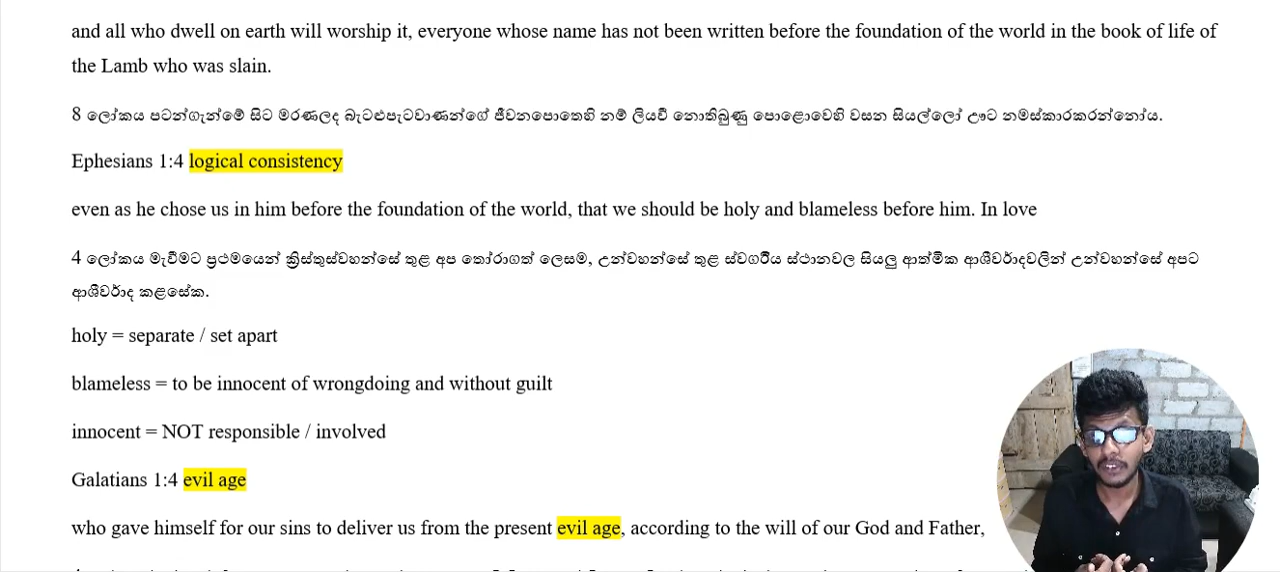 and all who dwell on earth will worship it, everyone whose name has not been written before the foundation of the world in the book of life of
the Lamb who was slain.
8 ලෝකය පටන්ගැන්මේ සිට මරණලද බැටළුපැටවාණන්ගේ ජීවනපොතෙහි නම් ලියවී නොතිබුණු පොළොවෙහි වසන සියල්ලෝ ඌට නමස්කාරකරන්නෝය.
Ephesians 1:4 logical consistency
even as he chose us in him before the foundation of the world, that we should be holy and blameless before him. In love
4 ලෝකය මැවීමට ප්‍රථමයෙන් ක්‍රිස්තුස්වහන්සේ තුළ අප තෝරාගත් ලෙසම, උන්වහන්සේ තුළ ස්වර්ගීය ස්ථානවල සියලු ආත්මික ආශීර්වාදවලින් උන්වහන්සේ අපට
ආශීර්වාද කළසේක.
holy = separate / set apart
blameless = to be innocent of wrongdoing and without guilt
innocent = NOT responsible / involved
Galatians 1:4 evil age
who gave himself for our sins to deliver us from the present evil age, according to the will of our God and Father,